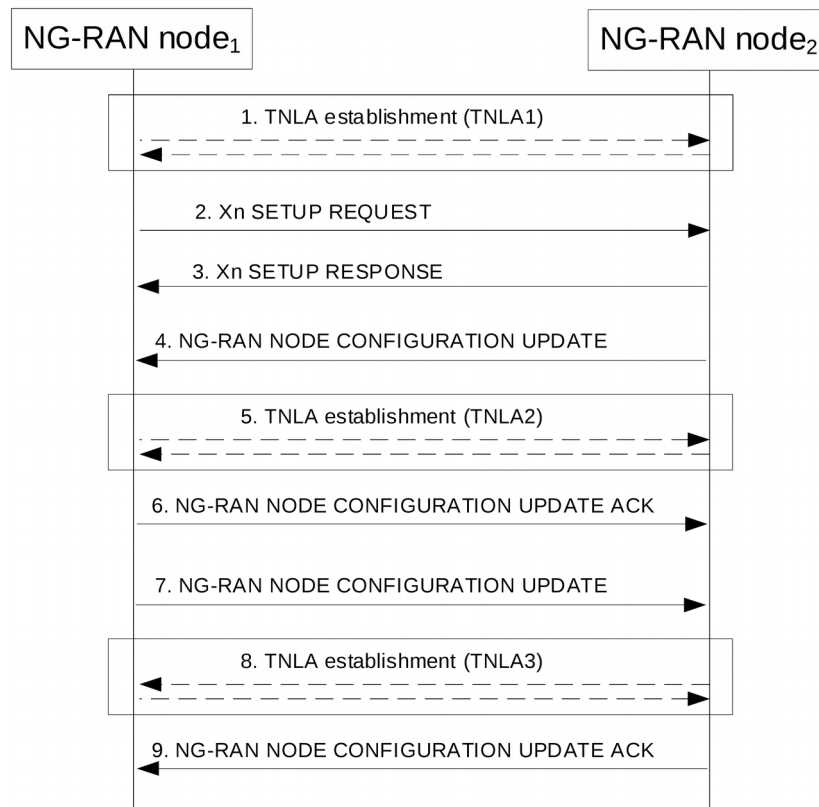 NG-RAN node₁
NG-RAN node₂
1. TNLA establishment (TNLA1)
2. Xn SETUP REQUEST
3. Xn SETUP RESPONSE
4. NG-RAN NODE CONFIGURATION UPDATE
5. TNLA establishment (TNLA2)
6. NG-RAN NODE CONFIGURATION UPDATE ACK
7. NG-RAN NODE CONFIGURATION UPDATE
8. TNLA establishment (TNLA3)
9. NG-RAN NODE CONFIGURATION UPDATE ACK